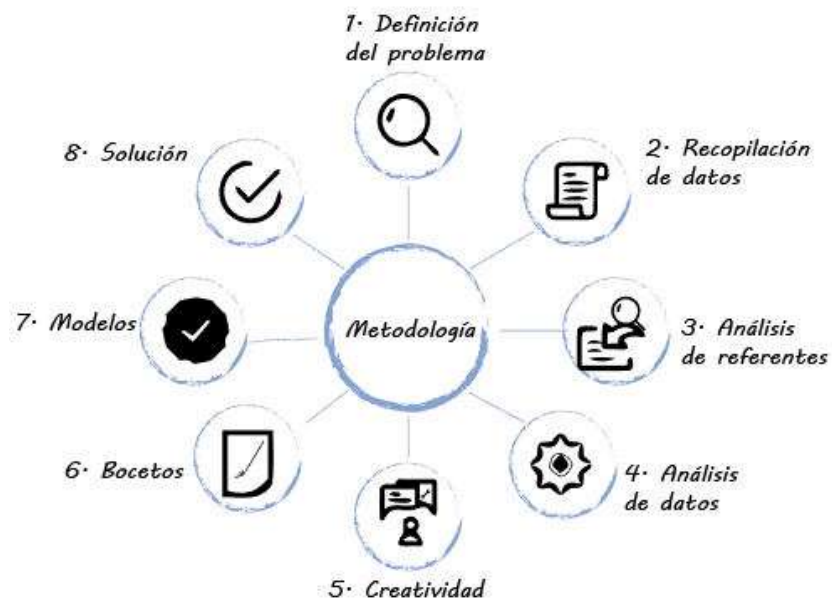 1. Definición
del problema
2. Recopilación
de datos
3. Análisis
de referentes
4. Análisis
de datos
5. Creatividad
6. Bocetos
7. Modelos
8. Solución
Metodología